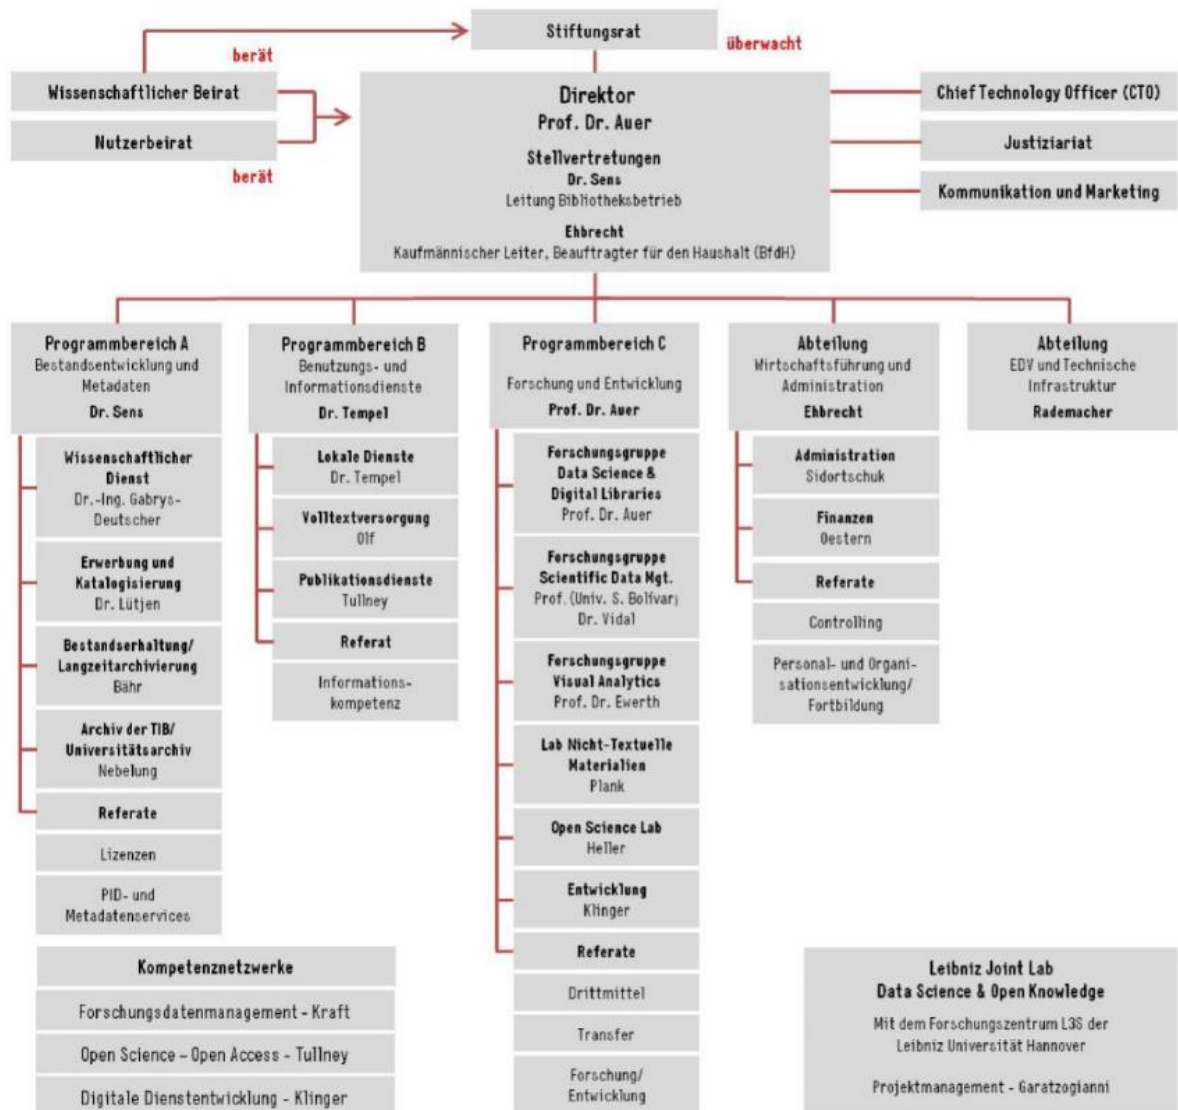 Stiftungsrat
berät
überwacht
Wissenschaftlicher Beirat
Nutzerbeirat
berät
Direktor
Prof. Dr. Auer
Stellvertretungen
Dr. Sens
Leitung Bibliotheksbetrieb
Ehbrecht
Kaufmännischer Leiter, Beauftragter für den Haushalt (BfdH)
Chief Technology Officer (CTO)
Justiziariat
Kommunikation und Marketing
Programmbereich A
Bestandsentwicklung und
Metadaten
Dr. Sens
Wissenschaftlicher
Dienst
Dr.-Ing. Gabrys-
Deutscher
Erwerbung und
Katalogisierung
Dr. Lütjen
Bestandserhaltung/
Langzeitarchivierung
Bähr
Archiv der TIB/
Universitätsarchiv
Nebelung
Referate
Lizenzen
PID- und
Metadatenservices
Programmbereich B
Benutzungs- und
Informationsdienste
Dr. Tempel
Lokale Dienste
Dr. Tempel
Volltextversorgung
Olf
Publikationsdienste
Tullney
Referat
Informations-
kompetenz
Programmbereich C
Forschung und Entwicklung
Prof. Dr. Auer
Forschungsgruppe
Data Science &
Digital Libraries
Prof. Dr. Auer
Forschungsgruppe
Scientific Data Mgt.
Prof. (Univ. S. Bolívar)
Dr. Vidal
Forschungsgruppe
Visual Analytics
Prof. Dr. Ewerth
Lab Nicht-Textuelle
Materialien
Plank
Open Science Lab
Heller
Entwicklung
Klinger
Referate
Drittmittel
Transfer
Forschung/
Entwicklung
Abteilung
Wirtschaftsführung und
Administration
Ehbrecht
Administration
Sidortschuk
Finanzen
Oestern
Referate
Controlling
Personal- und Organi-
sationsentwicklung/
Fortbildung
Abteilung
EDV und Technische
Infrastruktur
Rademacher
Kompetenznetzwerke
Forschungsdatenmanagement - Kraft
Open Science – Open Access - Tullney
Digitale Dienstentwicklung - Klinger
Leibniz Joint Lab
Data Science & Open Knowledge
Mit dem Forschungszentrum L3S der
Leibniz Universität Hannover
Projektmanagement - Garatzogianni